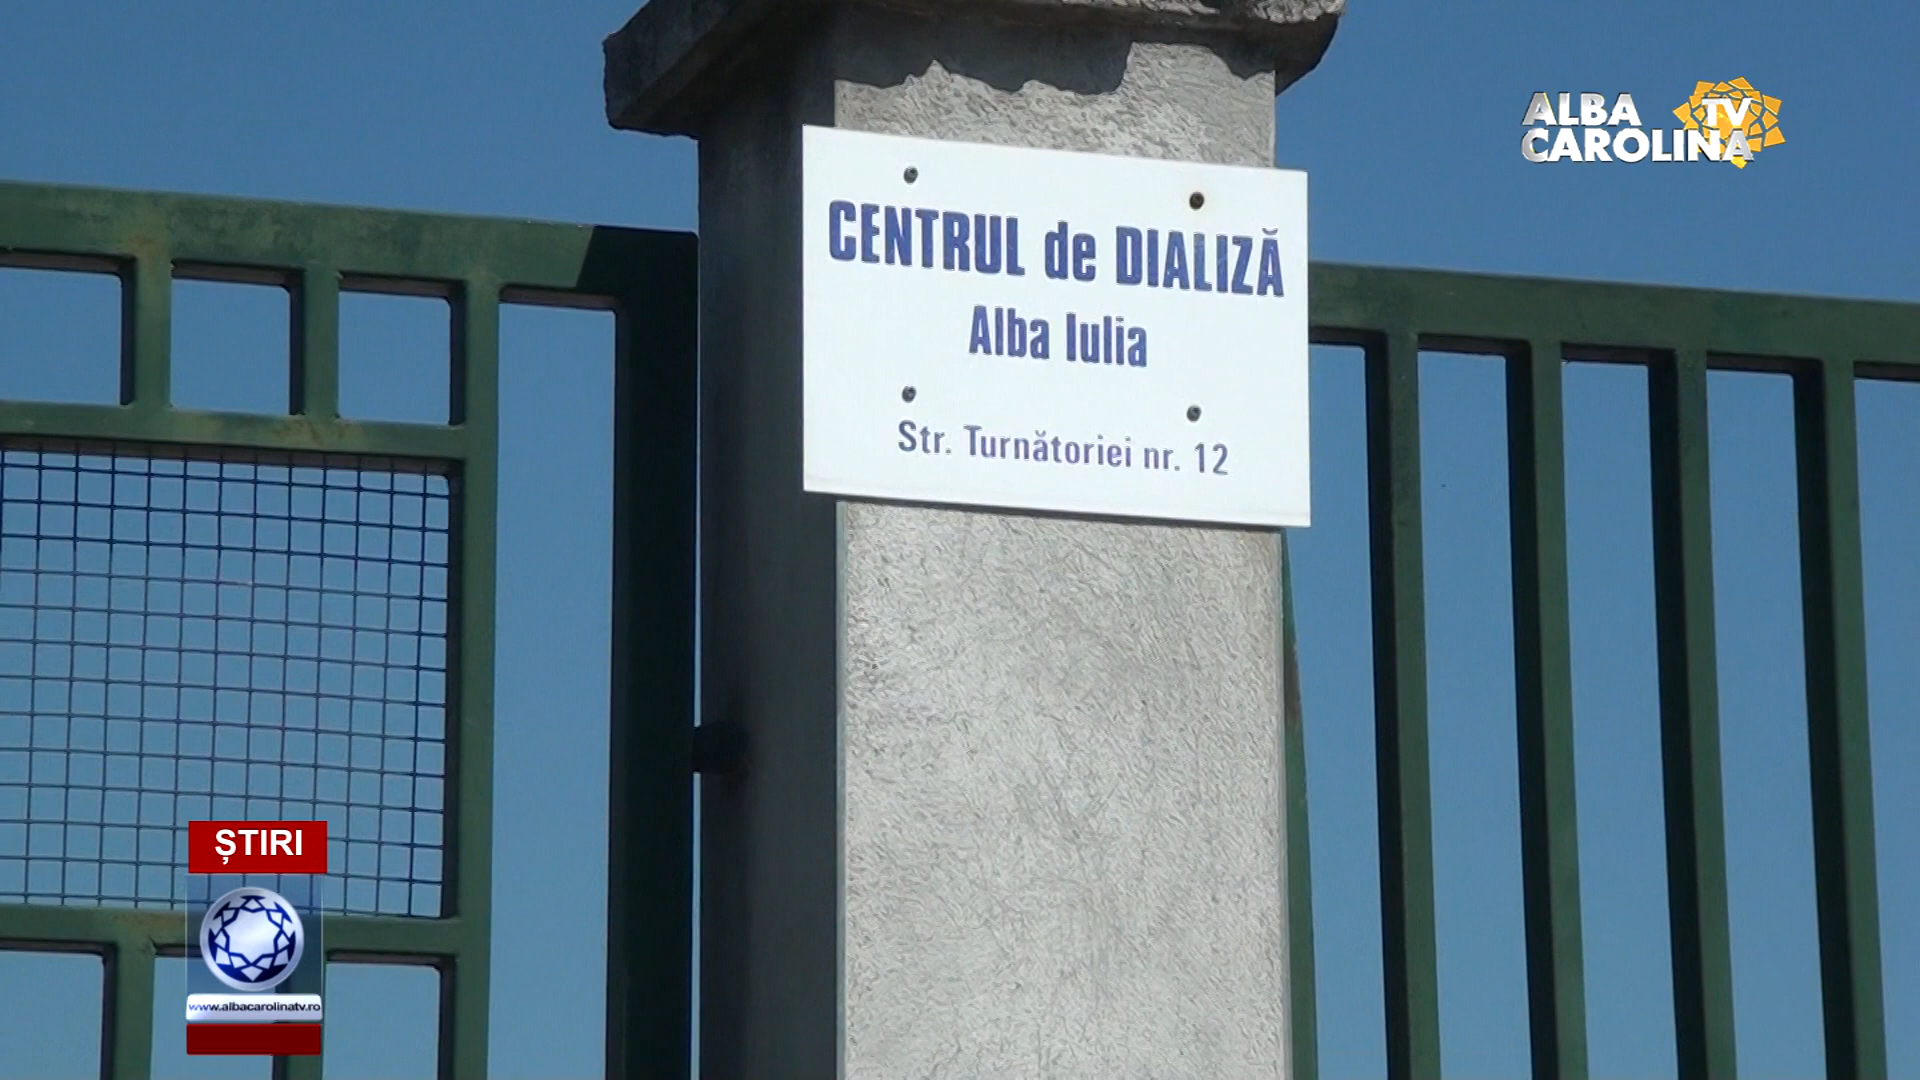 ALBA
TV
CAROLINA
CENTRUL de DIALIZĂ
Alba Iulia
Str. Turnătoriei nr. 12
ȘTIRI
www.albacarolinatv.ro